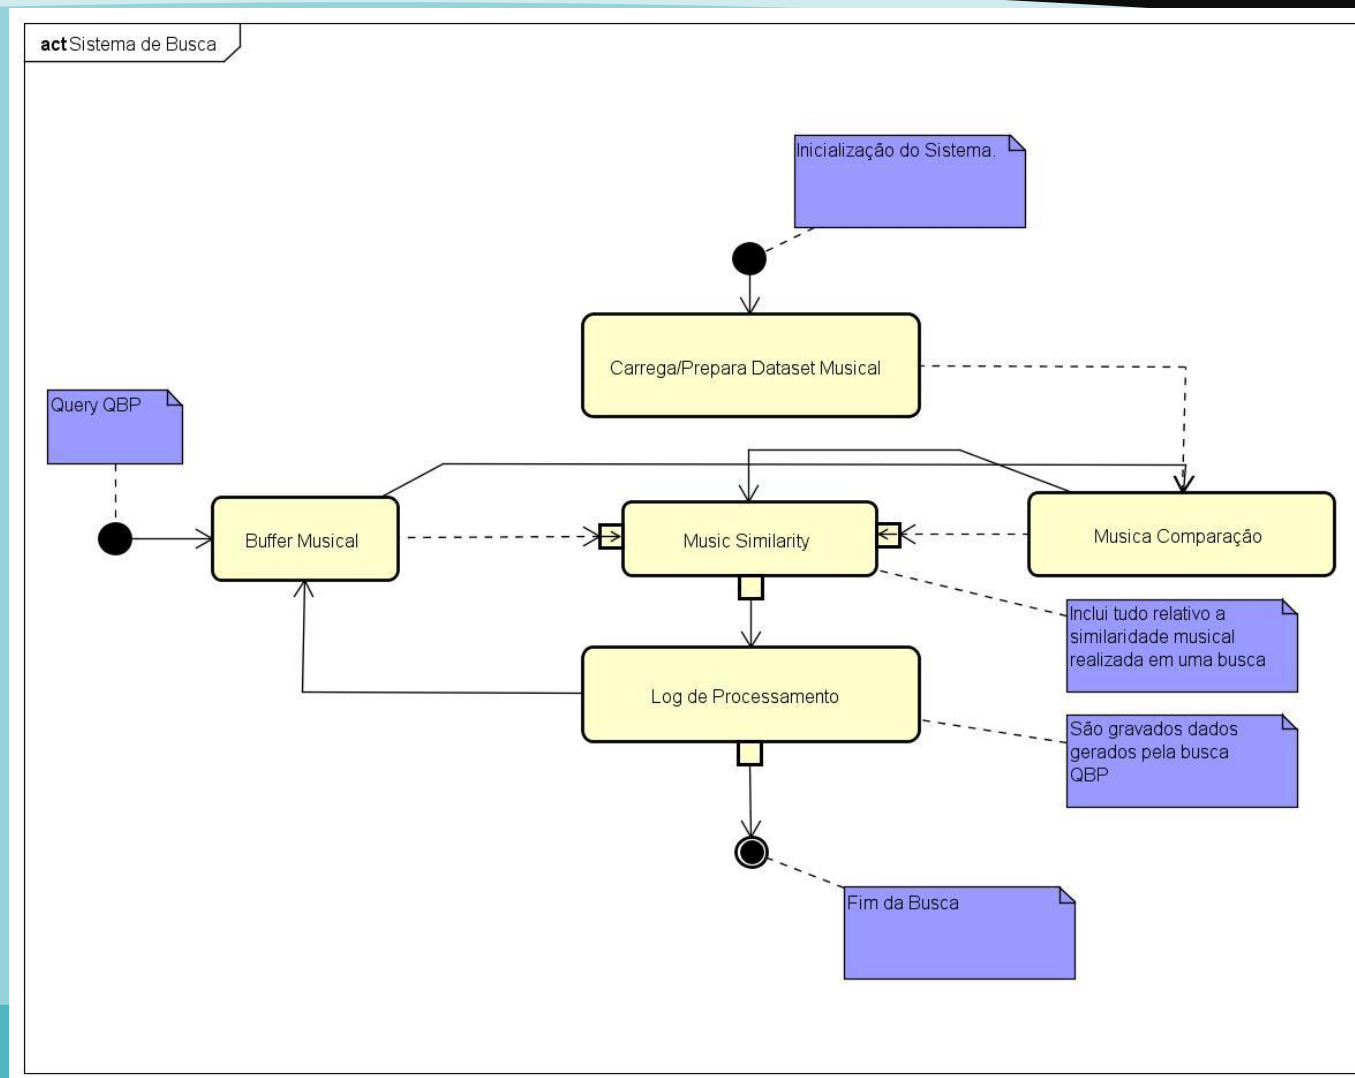 act Sistema de Busca
Inicialização do Sistema.
Carrega/Prepara Dataset Musical
Query QBP
Buffer Musical
Music Similarity
Musica Comparação
Inclui tudo relativo a
similaridade musical
realizada em uma busca
Log de Processamento
São gravados dados
gerados pela busca
QBP
Fim da Busca